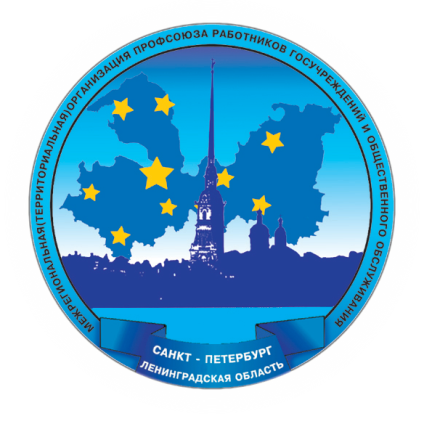 МЕЖРЕГИОНАЛЬНАЯ(ТЕРРИТОРИАЛЬНАЯ)ОРГАНИЗАЦИЯ ПРОФСОЮЗА РАБОТНИКОВ ГОСУЧРЕЖДЕНИЙ И ОБЩЕСТВЕННОГО ОБСЛУЖИВАНИЯ
САНКТ - ПЕТЕРБУРГ
ЛЕНИНГРАДСКАЯ ОБЛАСТЬ